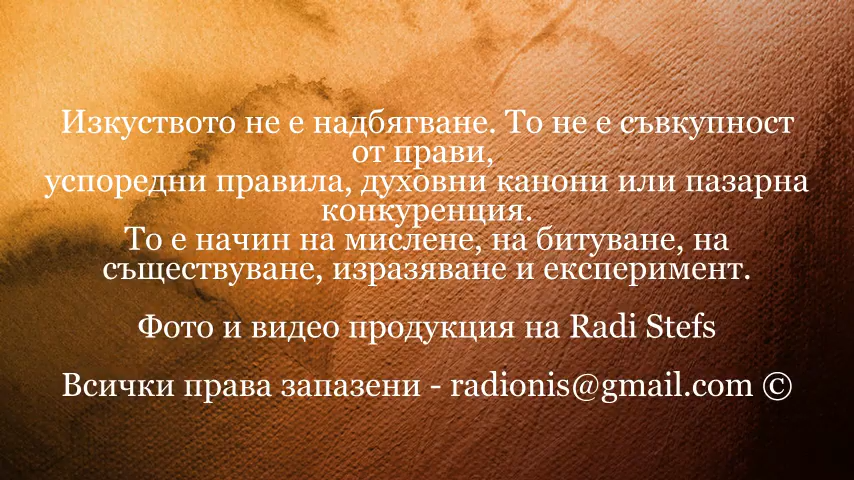 Изкуството не е надбягване. То не е съвкупност
от прави,
успоредни правила, духовни канони или пазарна
конкуренция.
То е начин на мислене, на битуване, на
съществуване, изразяване и експеримент.
Фото и видео продукция на Radi Stefs
Всички права запазени - radionis@gmail.com ©